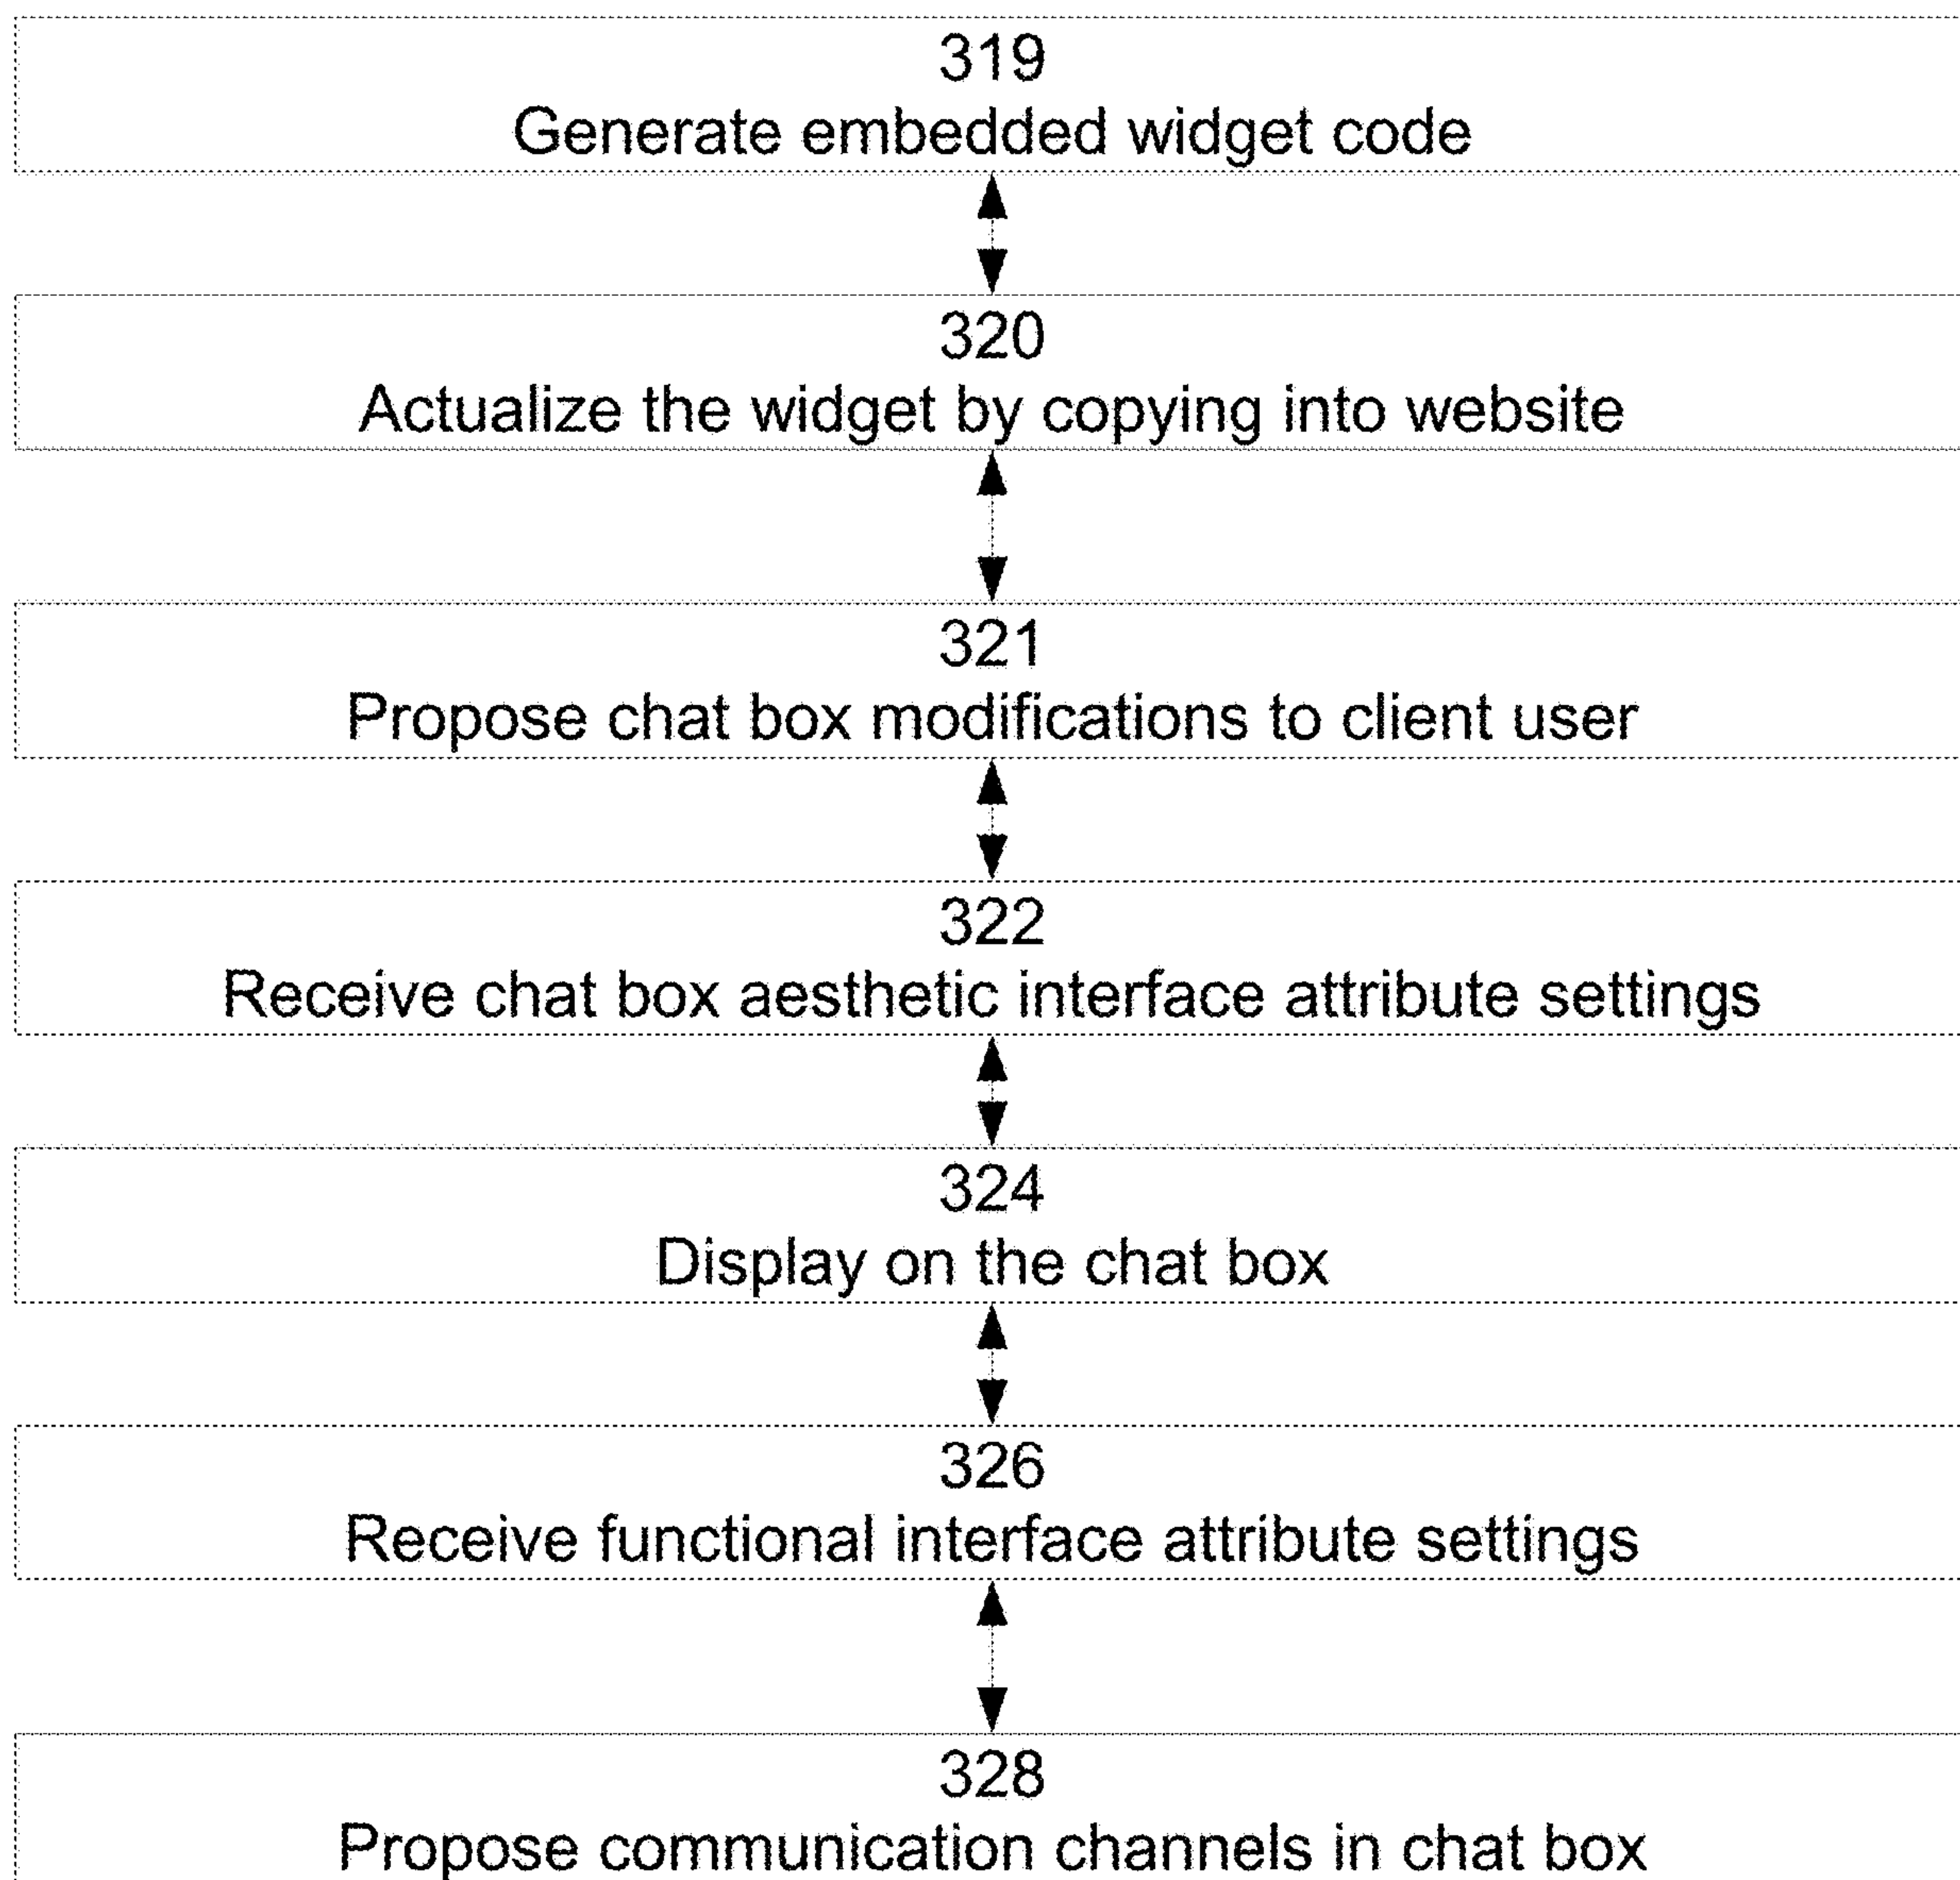 319
Generate embedded widget code
320
Actualize the widget by copying into website
321
Propose chat box modifications to client user
322
Receive chat box aesthetic interface attribute settings
324
Display on the chat box
326
Receive functional interface attribute settings
328
Propose communication channels in chat box